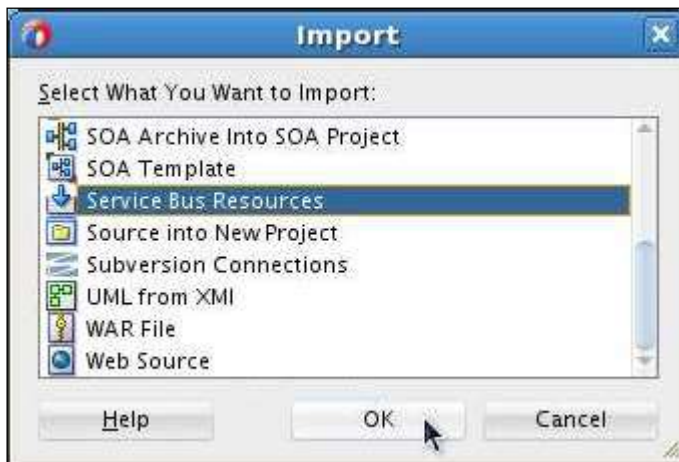 Import
Select What You Want to Import:
SOA Archive Into SOA Project
SOA Template
Service Bus Resources
Source into New Project
Subversion Connections
UML from XMI
WAR File
Web Source
Help
OK
Cancel